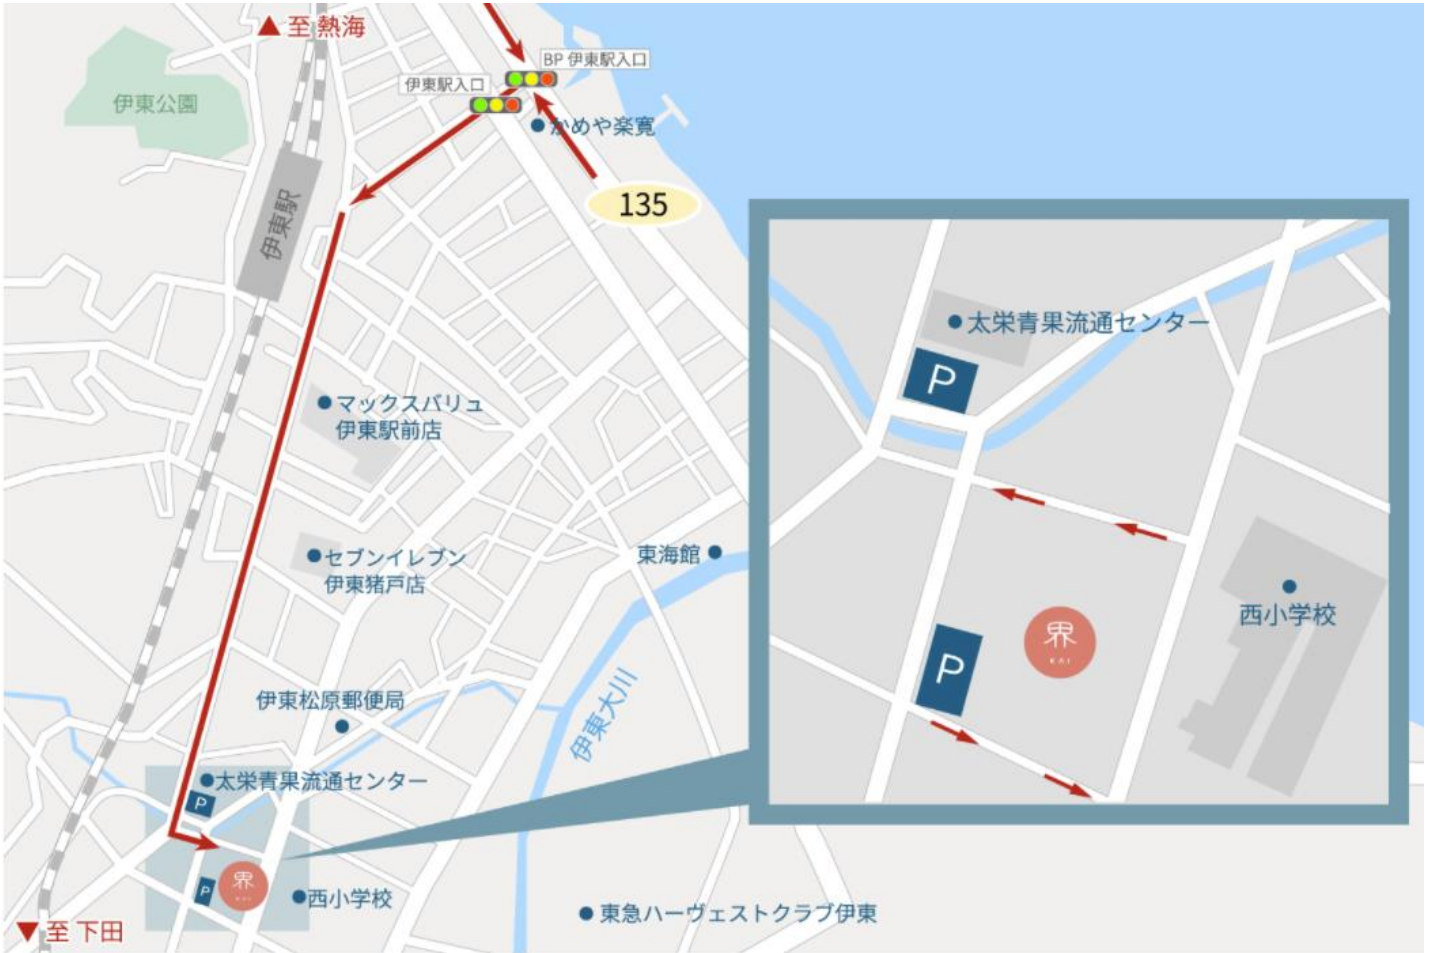 ▲ 至 熱海
BP 伊東駅入口
伊東駅入口
伊東公園
かめや楽寛
135
伊東駅
マックスバリュ
伊東駅前店
セブンイレブン
伊東猪戸店
東海館
伊東松原郵便局
伊東大川
太栄青果流通センター
P
界
KAI
P
西小学校
東急ハーヴェストクラブ伊東
▼ 至 下田
太栄青果流通センター
P
西小学校
界
KAI
P